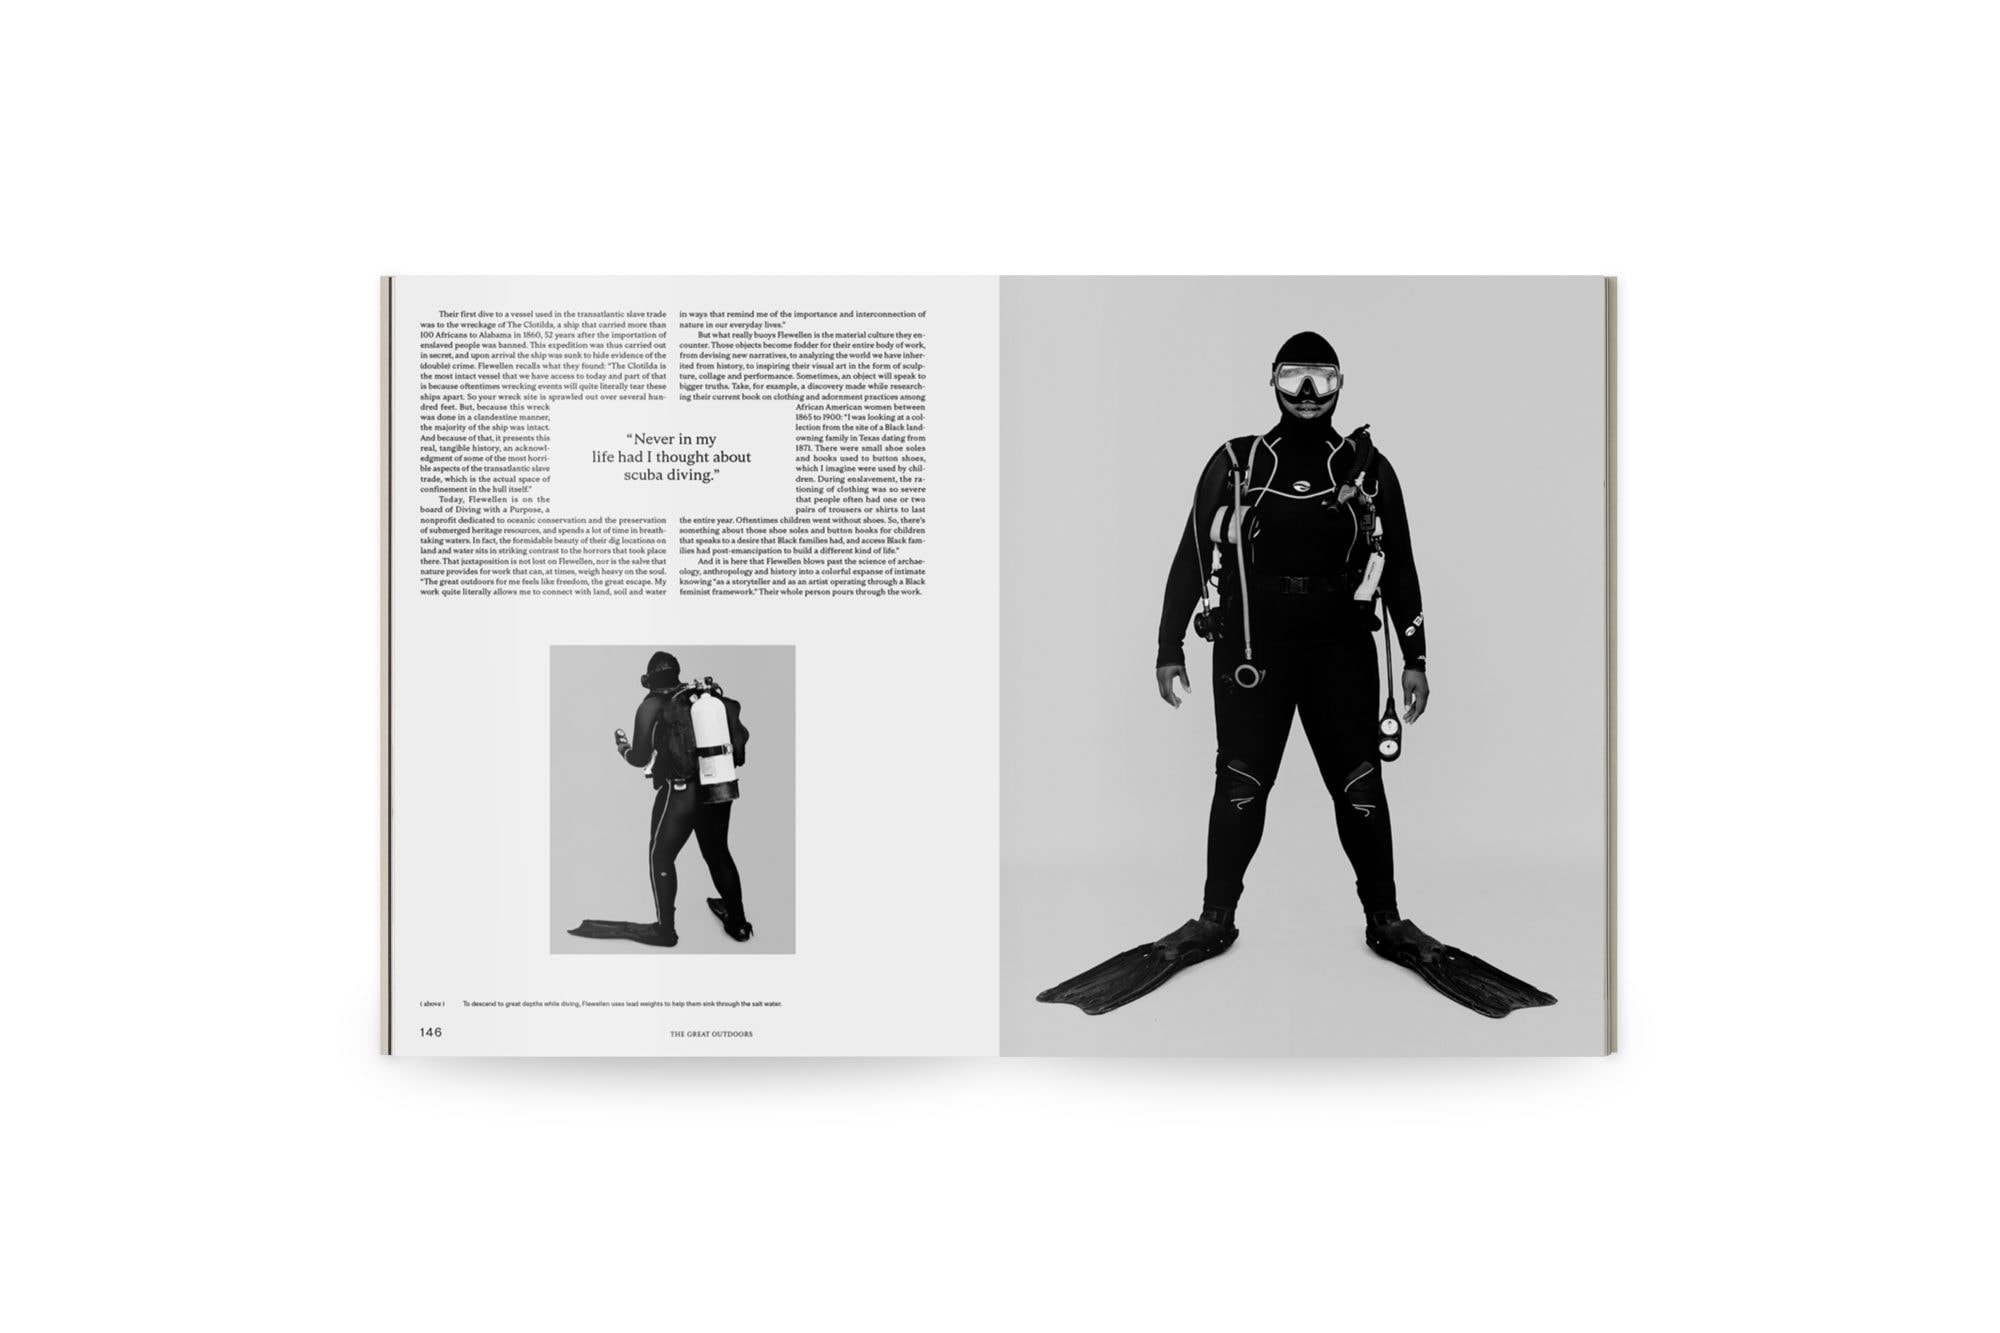 Their first dive to a vessel used in the transatlantic slave trade
was to the wreckage of The Clotilda, a ship that carried more than
100 Africans to Alabama in 1860, 52 years after the importation of
enslaved people was banned. This expedition was thus carried out
in secret, and upon arrival the ship was sunk to hide evidence of the
(double) crime. Flewellen recalls what they found: “The Clotilda is
the most intact vessel that we have access to today and part of that
is because oftentimes wrecking events will quite literally tear these
ships apart. So your wreck site is sprawled out over several hun-
dred feet. But, because this wreck
was done in a clandestine manner,
the majority of the ship was intact.
And because of that, it presents this
real, tangible history, an acknowl-
edgment of some of the most horri-
ble aspects of the transatlantic slave
trade, which is the actual space of
confinement in the hull itself.”
Today, Flewellen is on the
board of Diving with a Purpose, a
nonprofit dedicated to oceanic conservation and the preservation
of submerged heritage resources, and spends a lot of time in breath-
taking waters. In fact, the formidable beauty of their dig locations on
land and water sits in striking contrast to the horrors that took place
there. That juxtaposition is not lost on Flewellen, nor is the salve that
nature provides for work that can, at times, weigh heavy on the soul.
“The great outdoors for me feels like freedom, the great escape. My
work quite literally allows me to connect with land, soil and water
in ways that remind me of the importance and interconnection of
nature in our everyday lives.”
But what really buoys Flewellen is the material culture they en-
counter. Those objects become fodder for their entire body of work,
from devising new narratives, to analyzing the world we have inher-
ited from history, to inspiring their visual art in the form of sculp-
ture, collage and performance. Sometimes, an object will speak to
bigger truths. Take, for example, a discovery made while research-
ing their current book on clothing and adornment practices among
African American women between
1865 to 1900: “I was looking at a col-
lection from the site of a Black land-
owning family in Texas dating from
1871. There were small shoe soles
and hooks used to button shoes,
which I imagine were used by chil-
dren. During enslavement, the ra-
tioning of clothing was so severe
that people often had one or two
pairs of trousers or shirts to last
the entire year. Oftentimes children went without shoes. So, there’s
something about those shoe soles and button hooks for children
that speaks to a desire that Black families had, and access Black fam-
ilies had post-emancipation to build a different kind of life.”
And it is here that Flewellen blows past the science of archae-
ology, anthropology and history into a colorful expanse of intimate
knowing “as a storyteller and as an artist operating through a Black
feminist framework.” Their whole person pours through the work.
“Never in my
life had I thought about
scuba diving.”
(above) To descend to great depths while diving, Flewellen uses lead weights to help them sink through the salt water.
146
THE GREAT OUTDOORS